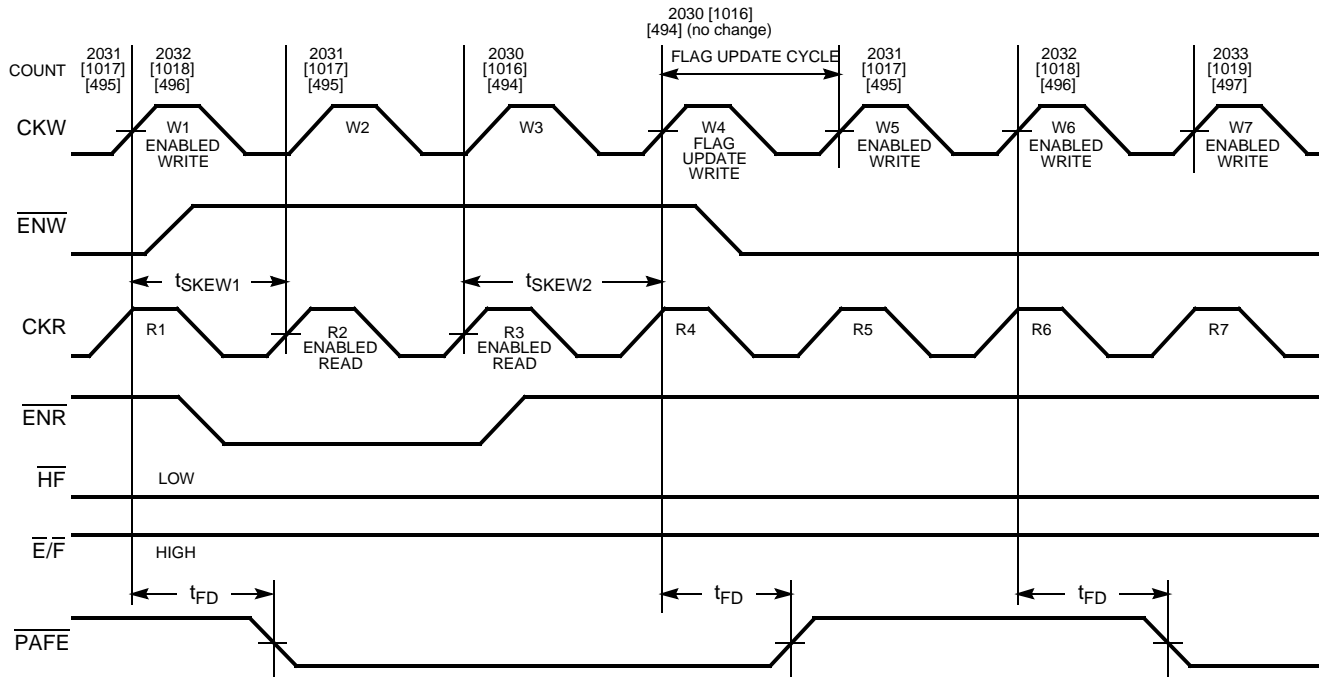 2030 [1016]
[494] (no change)
COUNT
2031
[1017]
[495]
2032
[1018]
[496]
2031
[1017]
[495]
2030
[1016]
[494]
FLAG UPDATE CYCLE
2031
[1017]
[495]
2032
[1018]
[496]
2033
[1019]
[497]
CKW
W1
ENABLED
WRITE
W2
W3
W4
FLAG
UPDATE
WRITE
W5
ENABLED
WRITE
W6
ENABLED
WRITE
W7
ENABLED
WRITE
ENW
tSKEW1
tSKEW2
CKR
R1
R2
ENABLED
READ
R3
ENABLED
READ
R4
R5
R6
R7
ENR
HF
LOW
E/F
HIGH
tFD
tFD
tFD
PAFE